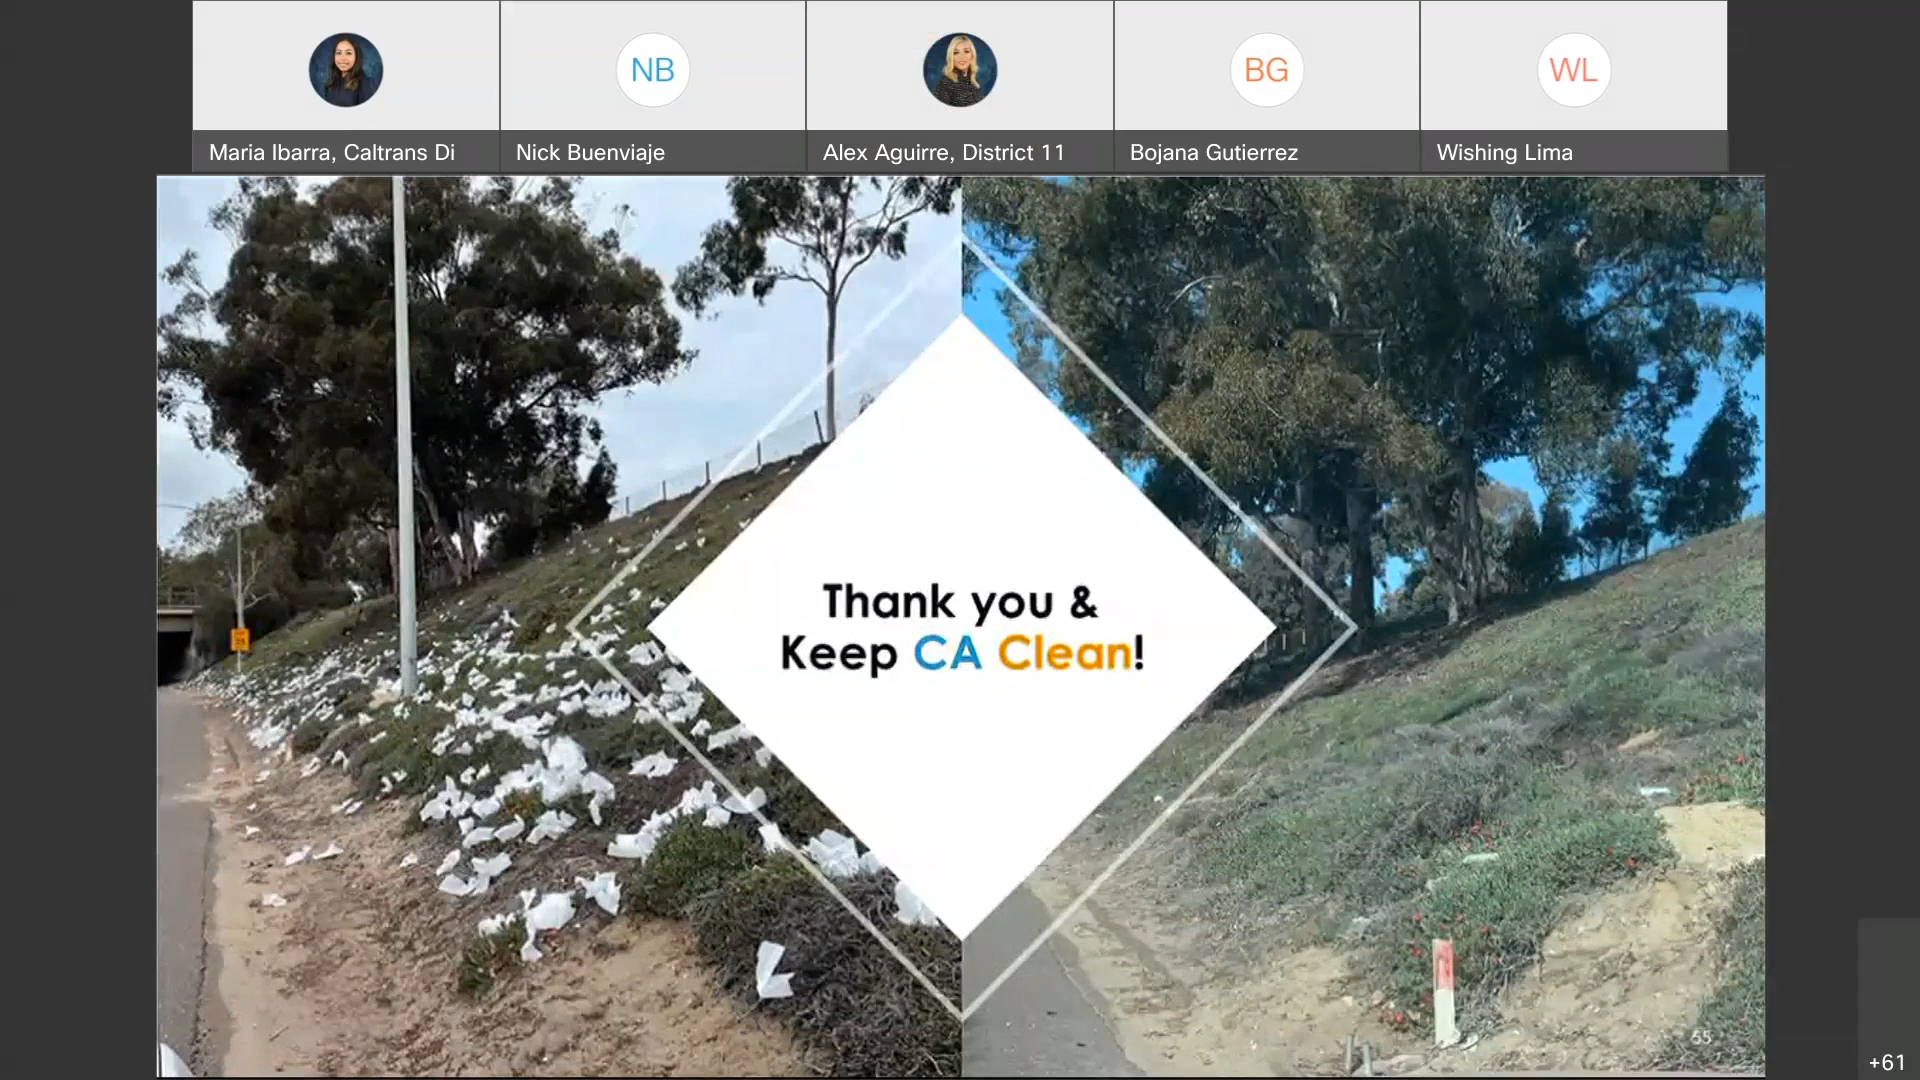 NB
BG
WL
Maria Ibarra, Caltrans Di
Nick Buenviaje
Alex Aguirre, District 11
Bojana Gutierrez
Wishing Lima
Thank you &
Keep CA Clean!
55
+61